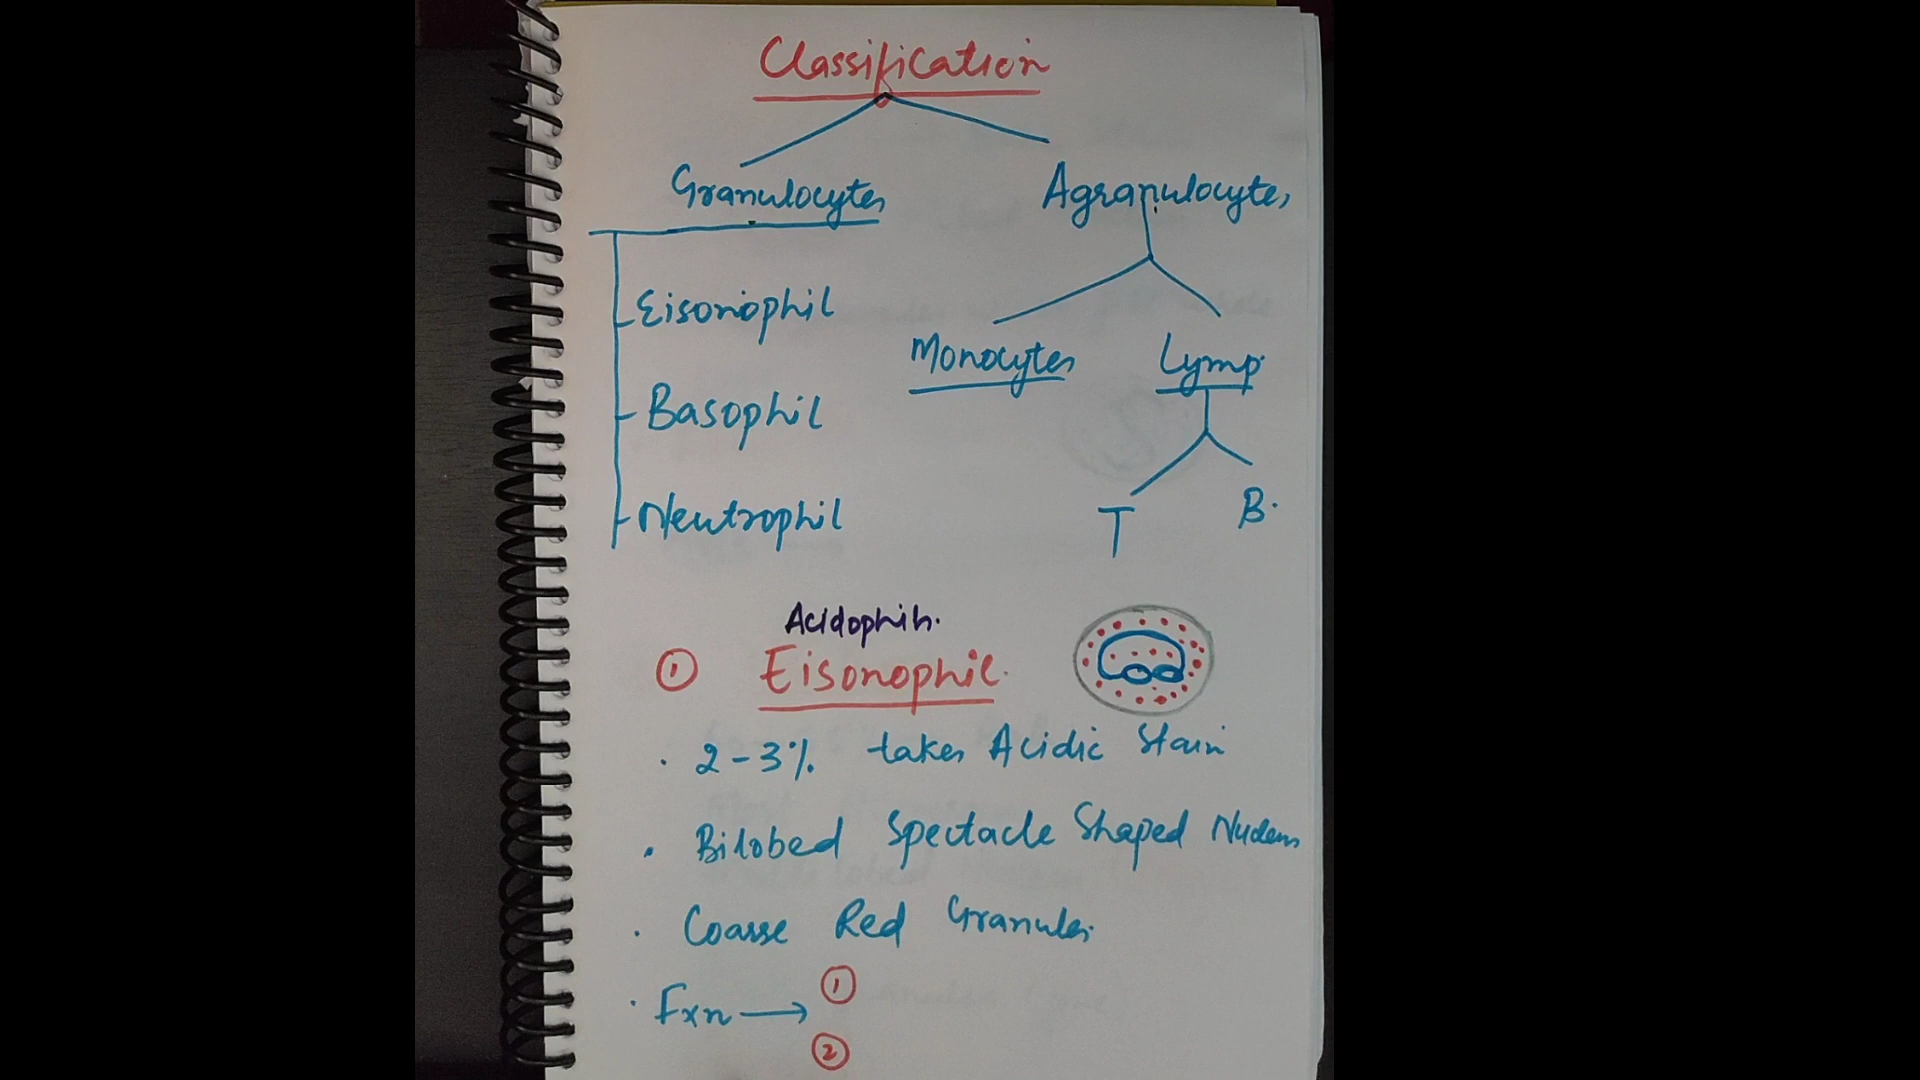 Classification
Granulocytes Agranulocytes
Eisonophil
Monocytes Lymp.
Basophil
T B.
Neutrophil
Acidophils.
① Eisonophil.
• 2-3% takes Acidic Stain
• Bilobed Spectacle Shaped Nucleus
• Coarse Red Granules.
• Fxn → ①
②